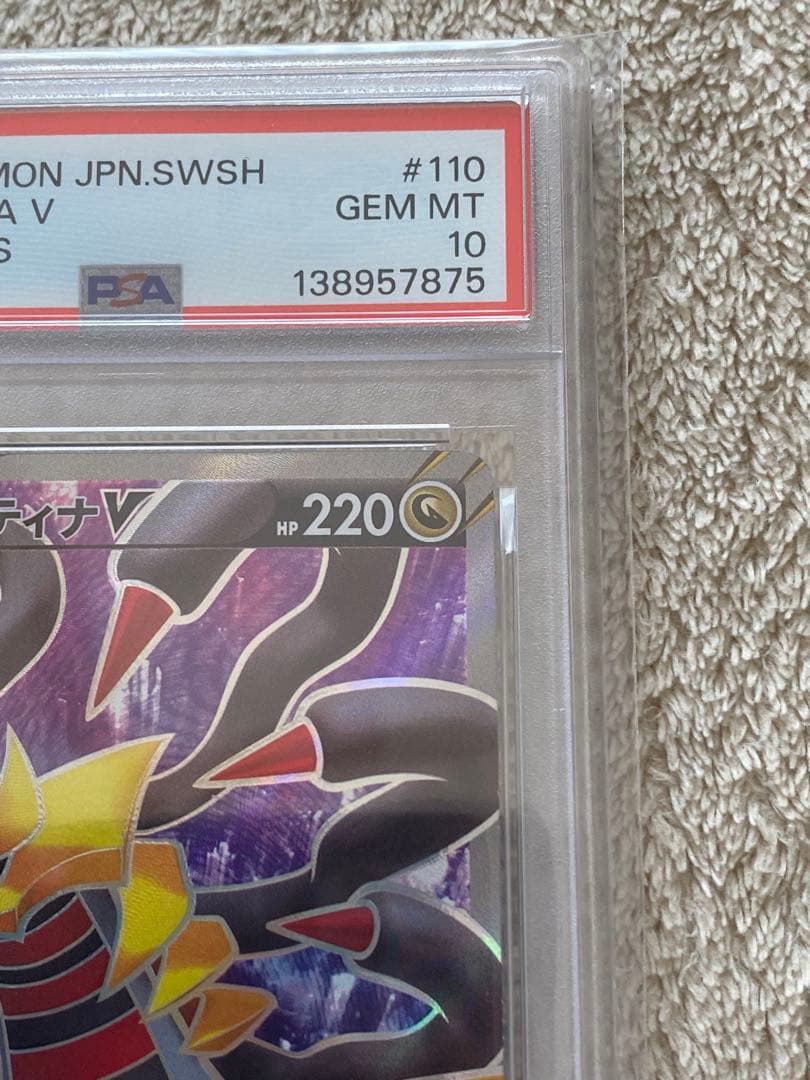 MON JPN.SWSH #110
A V GEM MT
S 10
PSA 138957875
ティナV HP 220